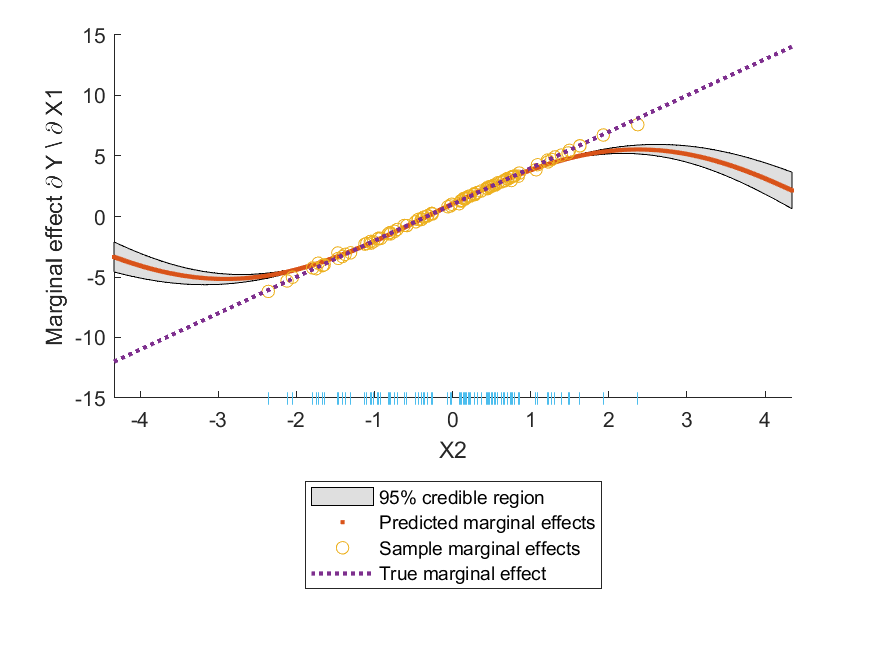 15
10
5
0
-5
-10
-15
Marginal effect ∂ Y \ ∂ X1
-4 -3 -2 -1 0 1 2 3 4
X2
95% credible region
Predicted marginal effects
Sample marginal effects
True marginal effect